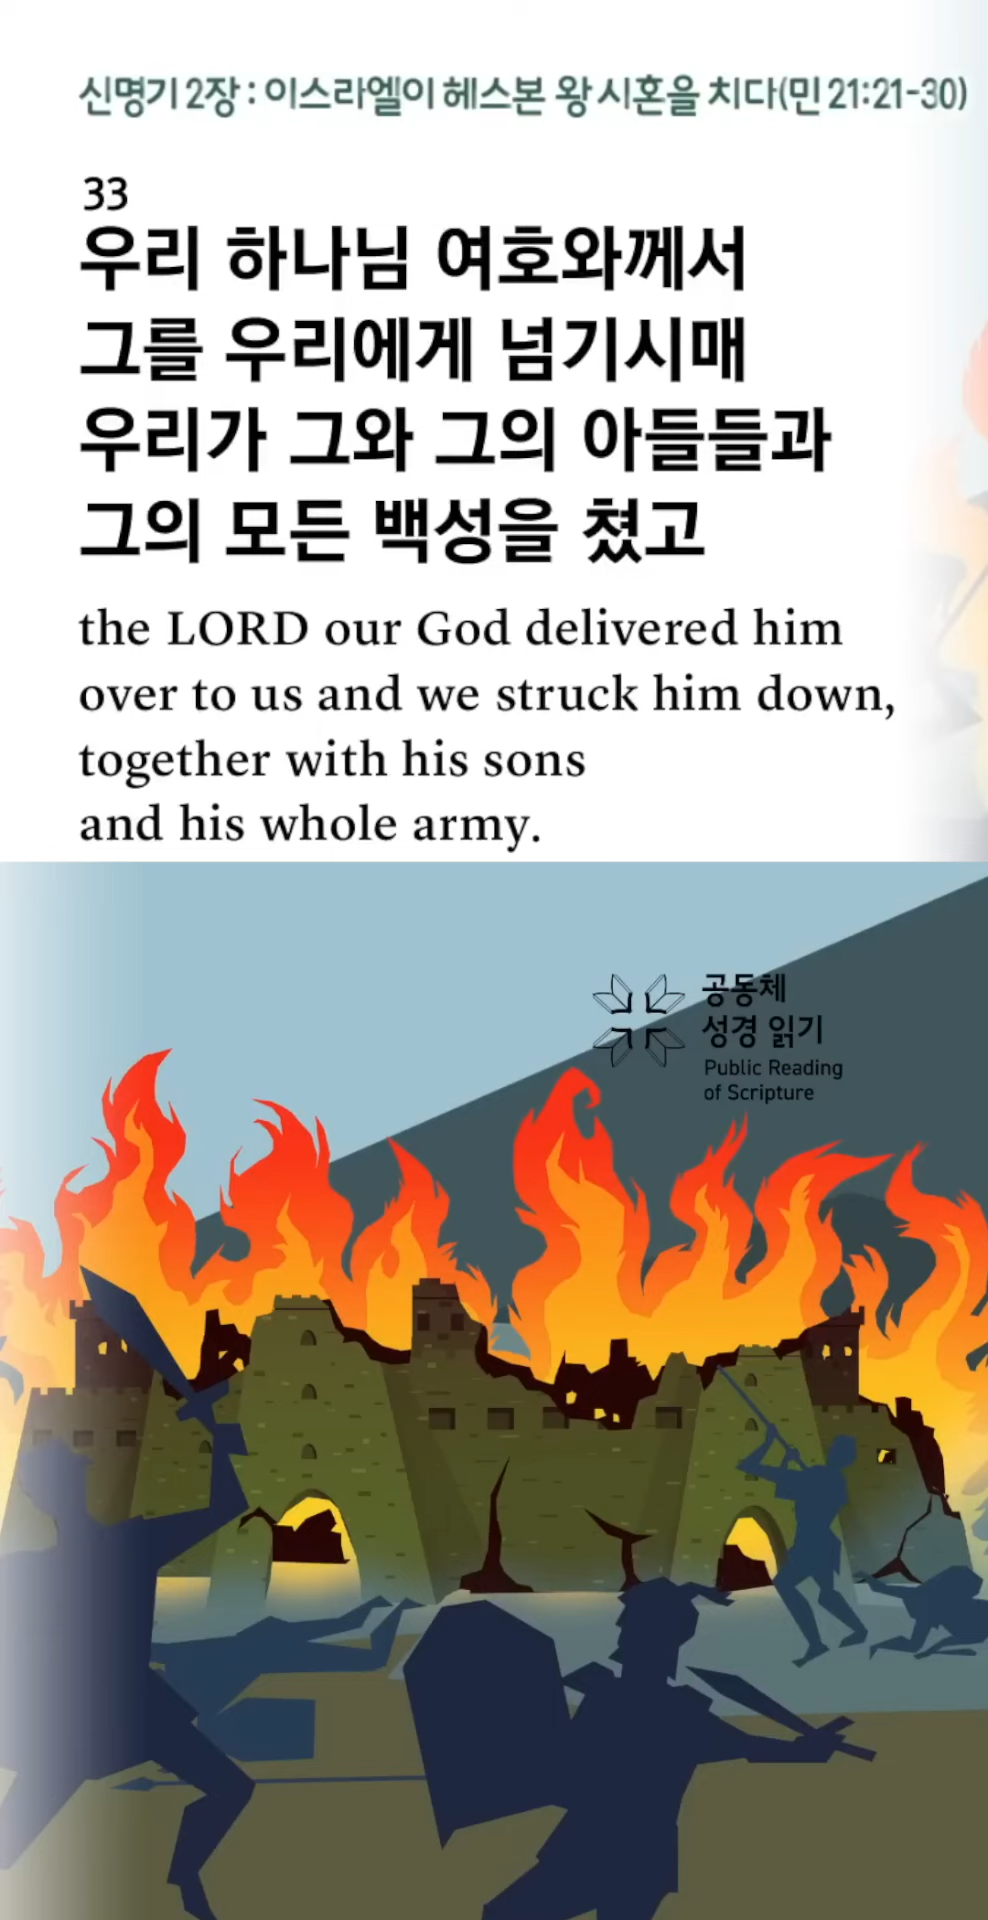 신명기 2장 : 이스라엘이 헤스본 왕 시혼을 치다(민 21:21-30)
33
우리 하나님 여호와께서
그를 우리에게 넘기시매
우리가 그와 그의 아들들과
그의 모든 백성을 쳤고
the LORD our God delivered him
over to us and we struck him down,
together with his sons
and his whole army.
공동체
성경 읽기
Public Reading
of Scripture